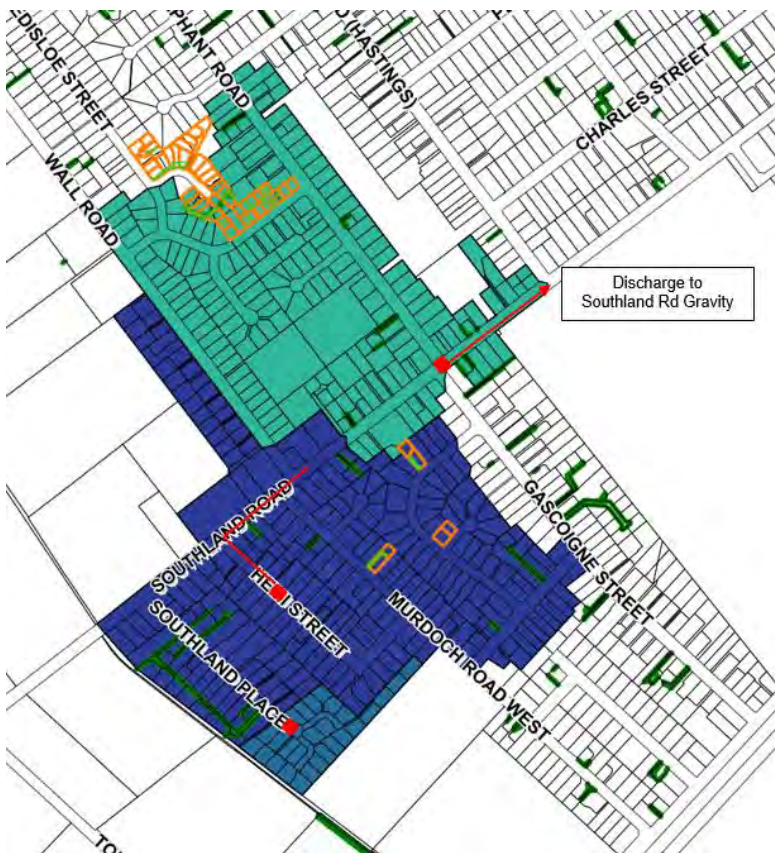 EDISLOE STREET
PHANT ROAD
D (HASTINGS)
CHARLES STREET
WALL ROAD
Discharge to
Southland Rd Gravity
SOUTHLAND ROAD
GASCOIGNE STREET
STREET
SOUTHLAND PLACE
MURDOCH ROAD WEST
TO